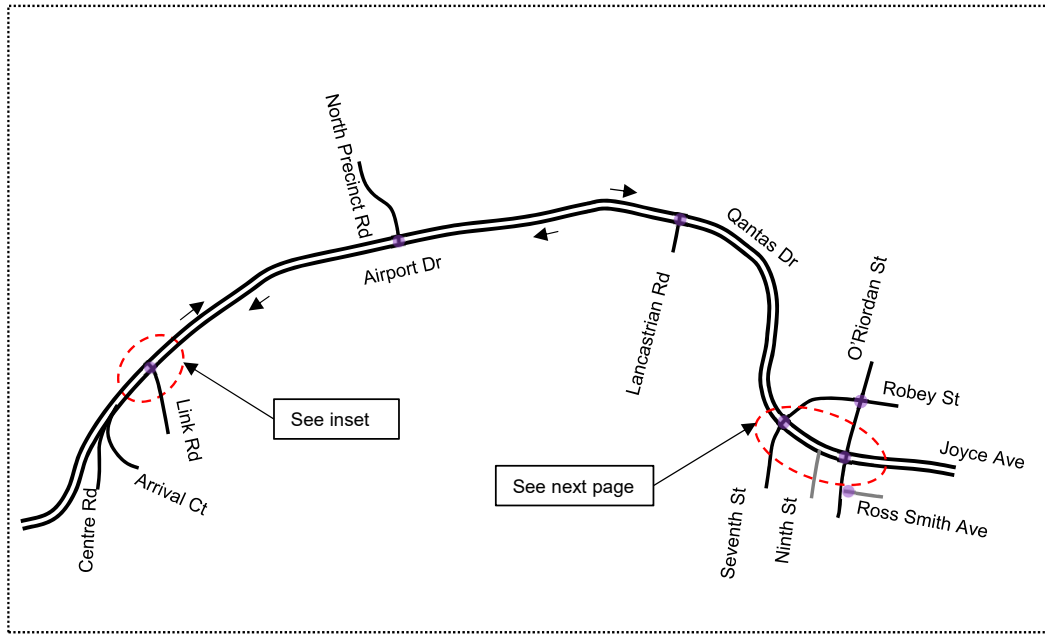 North Precinct Rd
Qantas Dr
Airport Dr
O'Riordan St
Lancastrian Rd
Robey St
See inset
Link Rd
Joyce Ave
See next page
Arrival Ct
Centre Rd
Seventh St
Ninth St
Ross Smith Ave